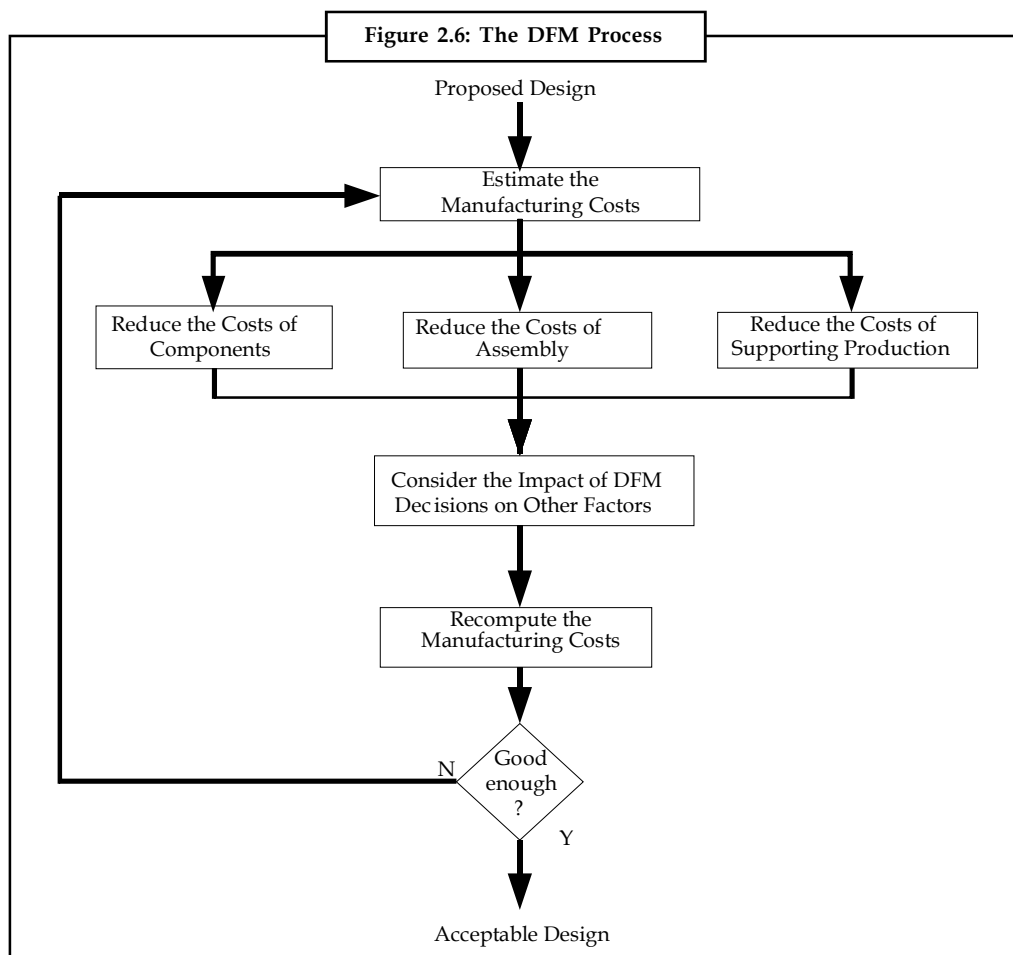 Figure 2.6: The DFM Process
Proposed Design
Estimate the
Manufacturing Costs
Reduce the Costs of
Components
Reduce the Costs of
Assembly
Reduce the Costs of
Supporting Production
Consider the Impact of DFM
Decisions on Other Factors
Recompute the
Manufacturing Costs
Good
enough
?
N
Y
Acceptable Design